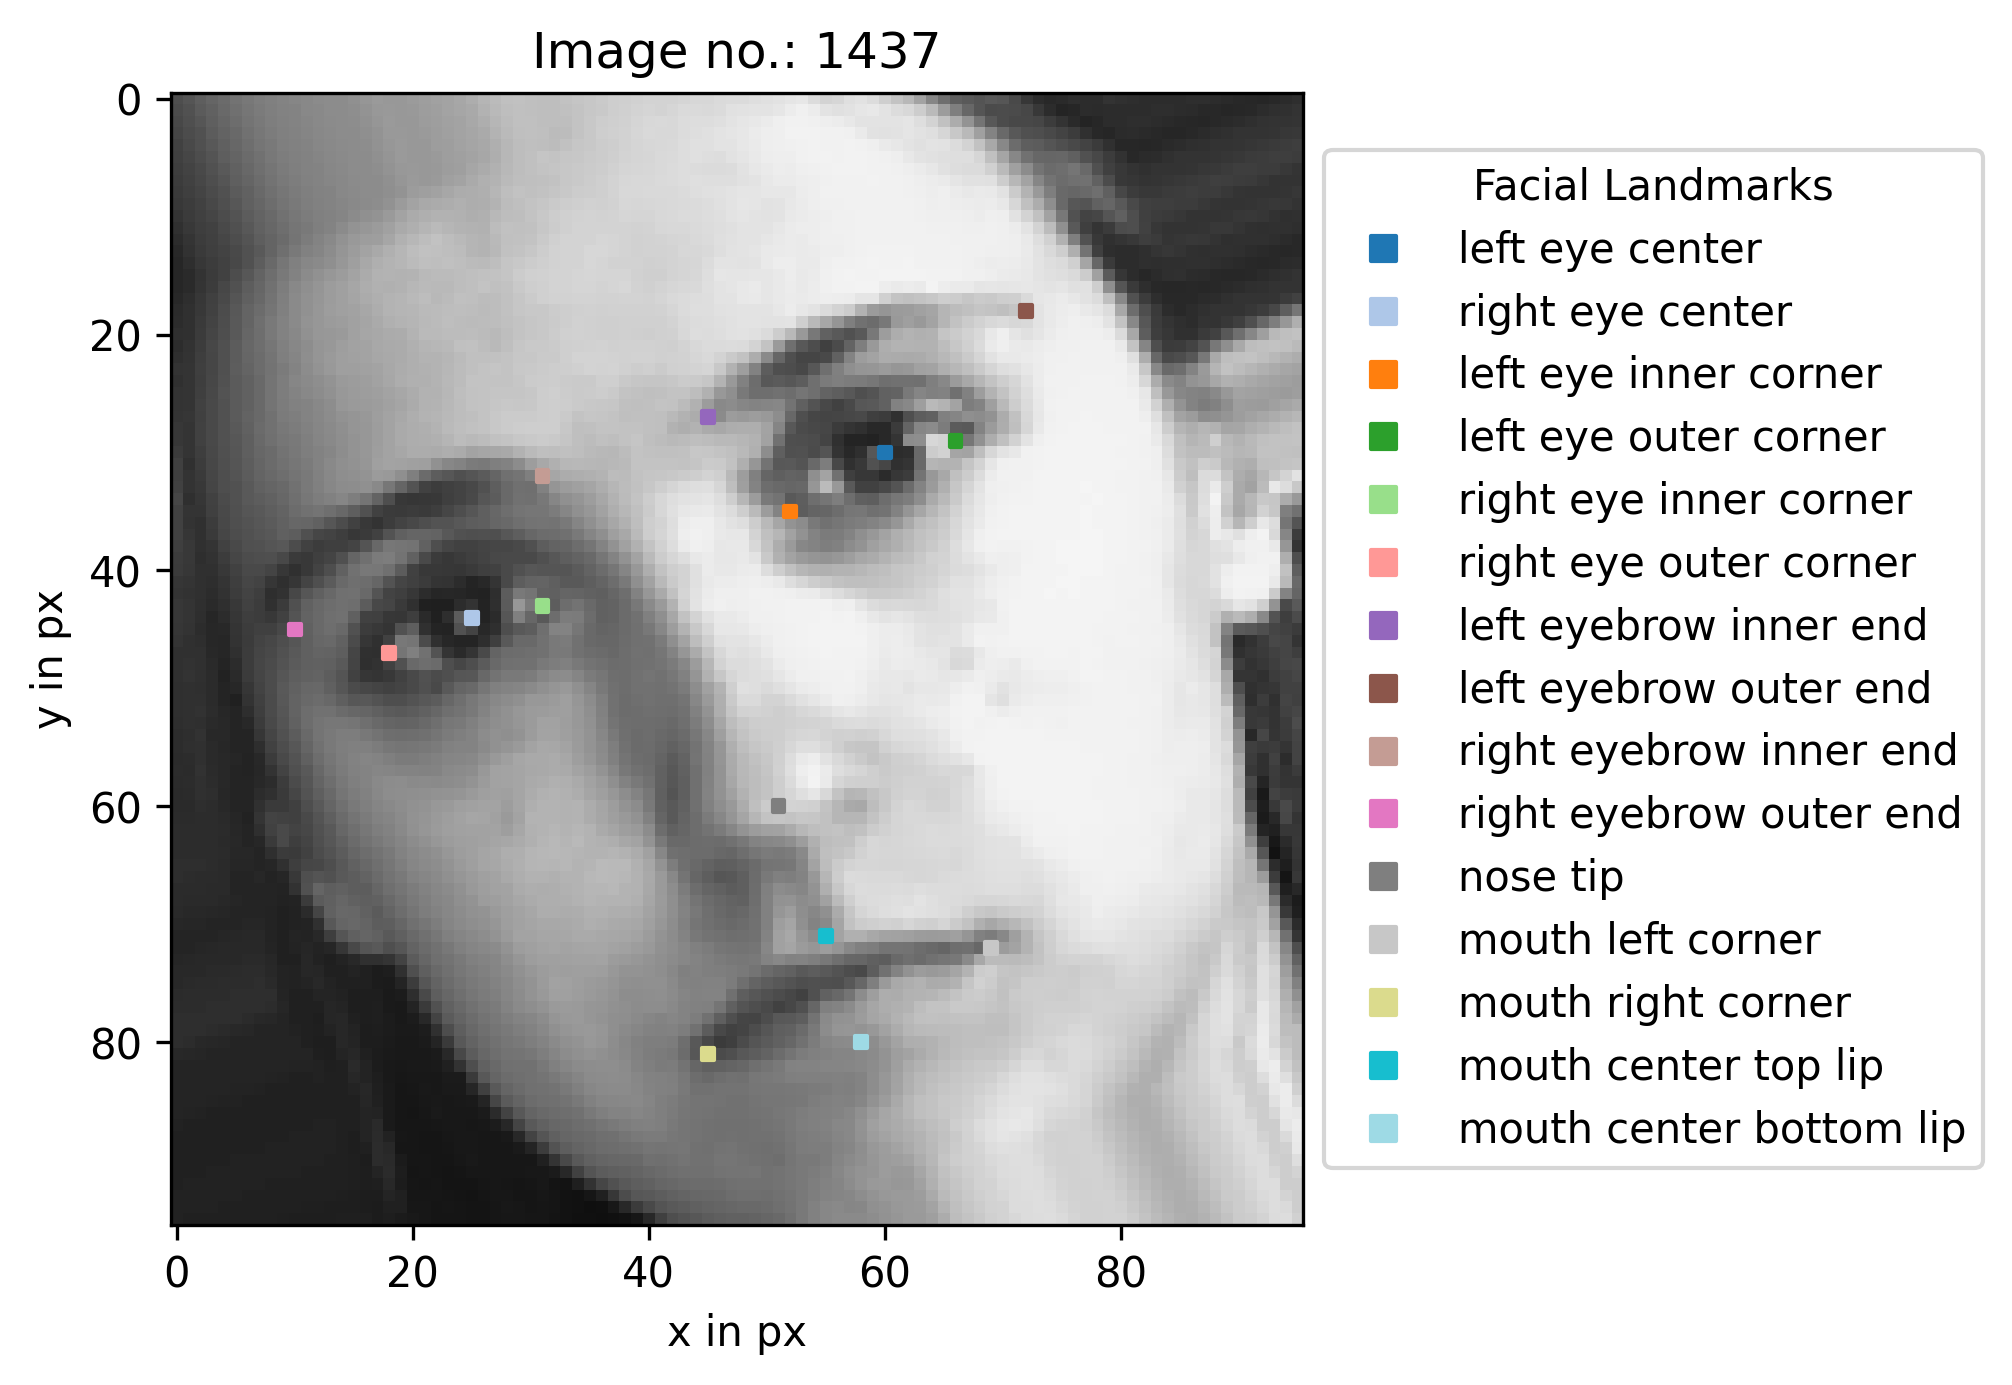 Image no.: 1437
0
20
40
60
80
y in px
0 20 40 60 80
x in px
Facial Landmarks
left eye center
right eye center
left eye inner corner
left eye outer corner
right eye inner corner
right eye outer corner
left eyebrow inner end
left eyebrow outer end
right eyebrow inner end
right eyebrow outer end
nose tip
mouth left corner
mouth right corner
mouth center top lip
mouth center bottom lip